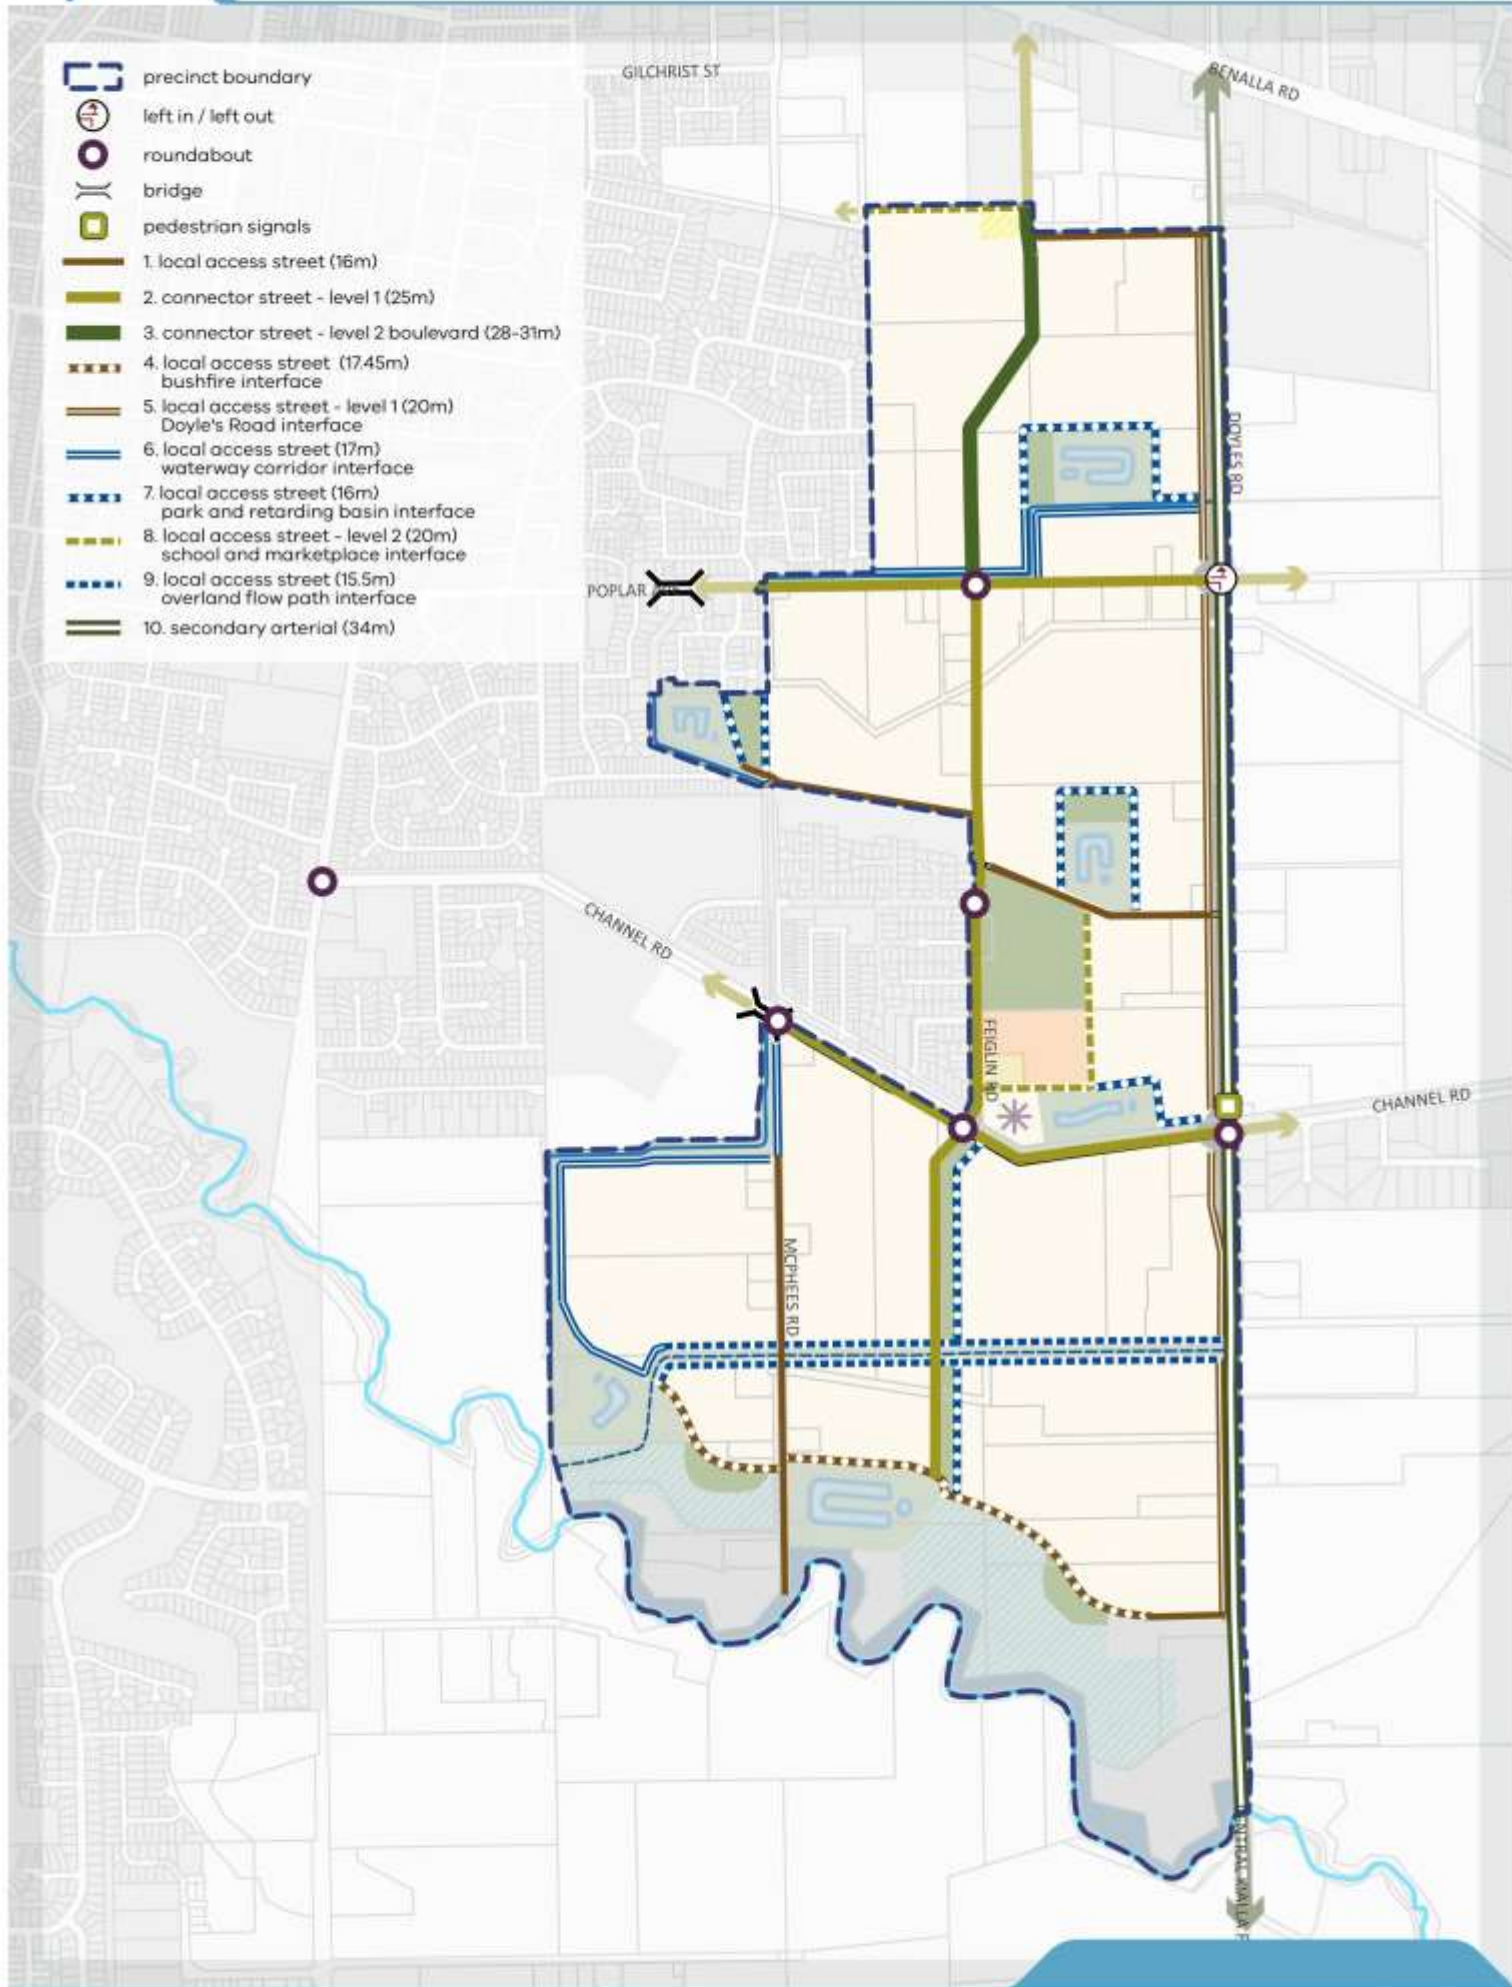 precinct boundary
left in / left out
roundabout
bridge
pedestrian signals
1. local access street (16m)
2. connector street - level 1 (25m)
3. connector street - level 2 boulevard (28-31m)
4. local access street (17.45m)
bushfire interface
5. local access street - level 1 (20m)
Doyle's Road interface
6. local access street (17m)
waterway corridor interface
7. local access street (16m)
park and retarding basin interface
8. local access street - level 2 (20m)
school and marketplace interface
9. local access street (15.5m)
overland flow path interface
10. secondary arterial (34m)
GILCHRIST ST
BENALLA RD
DOYLES RD
POPLAR
CHANNEL RD
FEIGLIN RD
CHANNEL RD
MCPHEES RD